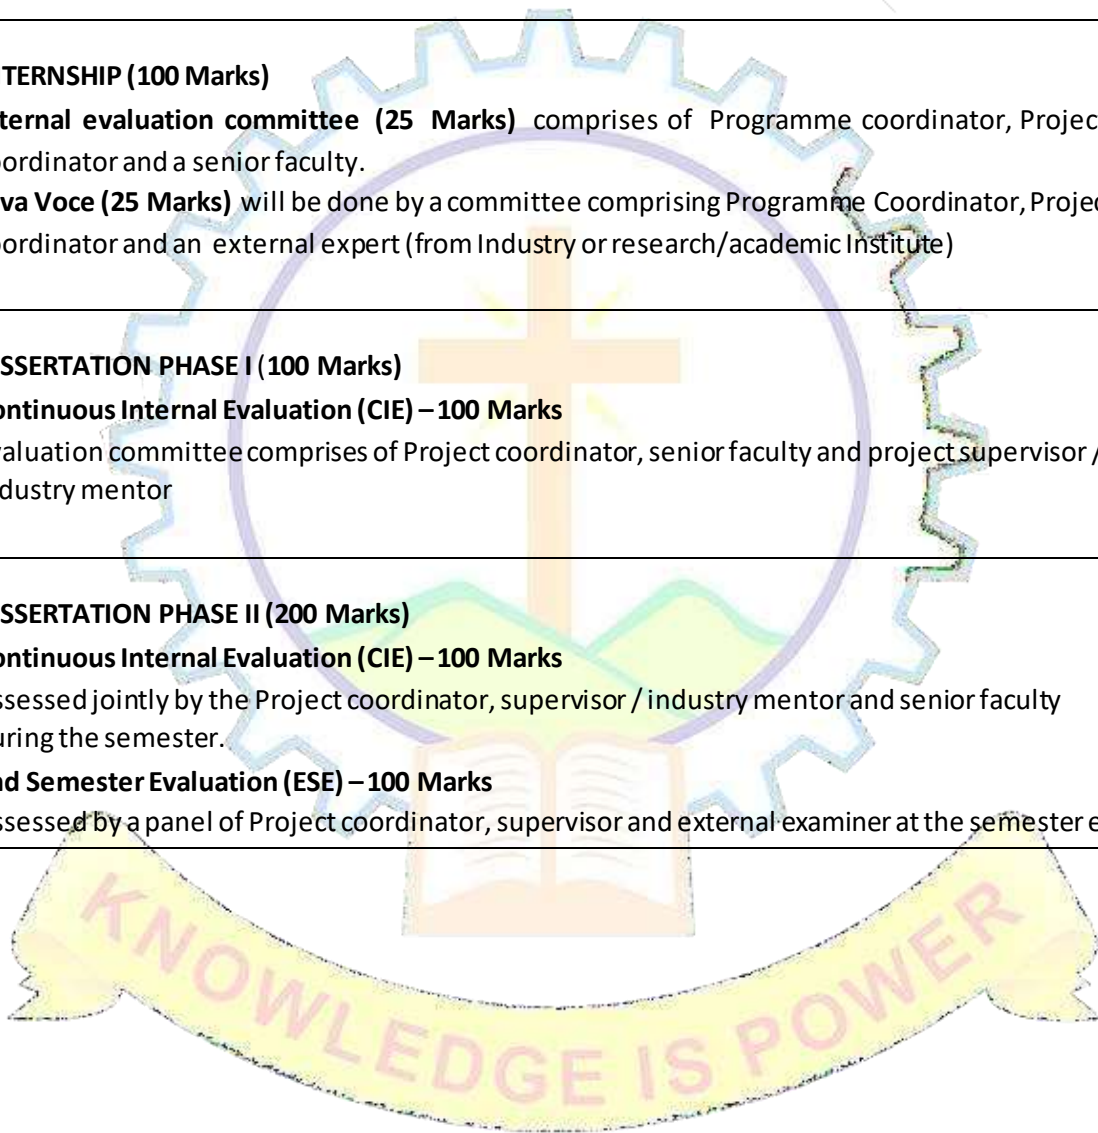 TERNSHIP (100 Marks)
ternal evaluation committee (25 Marks) comprises of Programme coordinator, Projec
ordinator and a senior faculty.
va Voce (25 Marks) will be done by a committee comprising Programme Coordinator, Projec
ordinator and an external expert (from Industry or research/academic Institute)
SSERTATION PHASE I (100 Marks)
ontinuous Internal Evaluation (CIE) – 100 Marks
valuation committee comprises of Project coordinator, senior faculty and project supervisor /
dustry mentor
SSERTATION PHASE II (200 Marks)
ontinuous Internal Evaluation (CIE) – 100 Marks
ssessed jointly by the Project coordinator, supervisor / industry mentor and senior faculty
uring the semester.
nd Semester Evaluation (ESE) – 100 Marks
ssessed by a panel of Project coordinator, supervisor and external examiner at the semester e
KNOWLEDGE IS POWER